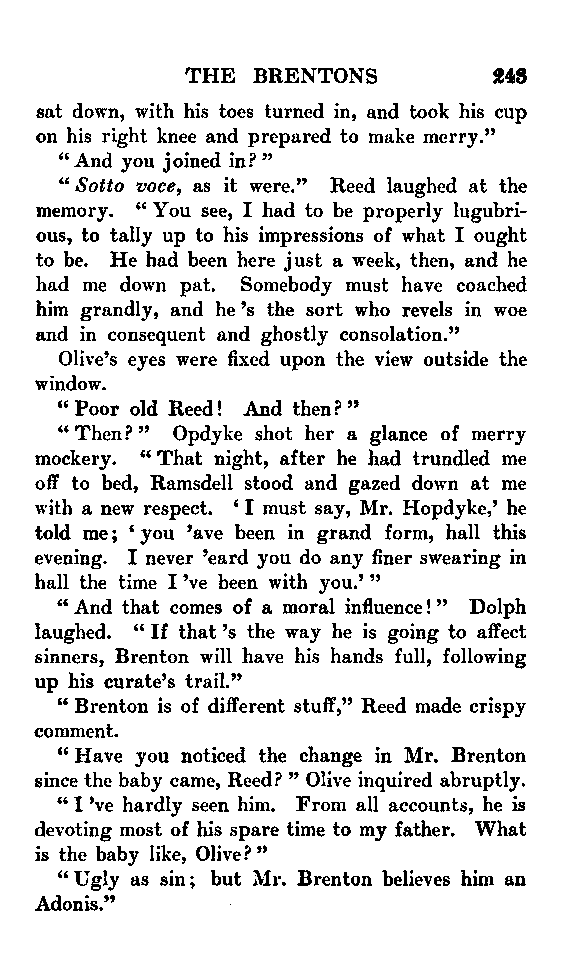 THE BRENTONS 243
sat down, with his toes turned in, and took his cup
on his right knee and prepared to make merry.”
“And you joined in?”
“Sotto voce, as it were.” Reed laughed at the
memory. “You see, I had to be properly lugubri-
ous, to tally up to his impressions of what I ought
to be. He had been here just a week, then, and he
had me down pat. Somebody must have coached
him grandly, and he’s the sort who revels in woe
and in consequent and ghostly consolation.”
Olive’s eyes were fixed upon the view outside the
window.
“Poor old Reed! And then?”
“Then?” Opdyke shot her a glance of merry
mockery. “That night, after he had trundled me
off to bed, Ramsdell stood and gazed down at me
with a new respect. ‘I must say, Mr. Hopdyke,’ he
told me; ‘you ’ave been in grand form, hall this
evening. I never ’eard you do any finer swearing in
hall the time I’ve been with you.’”
“And that comes of a moral influence!” Dolph
laughed. “If that’s the way he is going to affect
sinners, Brenton will have his hands full, following
up his curate’s trail.”
“Brenton is of different stuff,” Reed made crispy
comment.
“Have you noticed the change in Mr. Brenton
since the baby came, Reed?” Olive inquired abruptly.
“I’ve hardly seen him. From all accounts, he is
devoting most of his spare time to my father. What
is the baby like, Olive?”
“Ugly as sin; but Mr. Brenton believes him an
Adonis.”